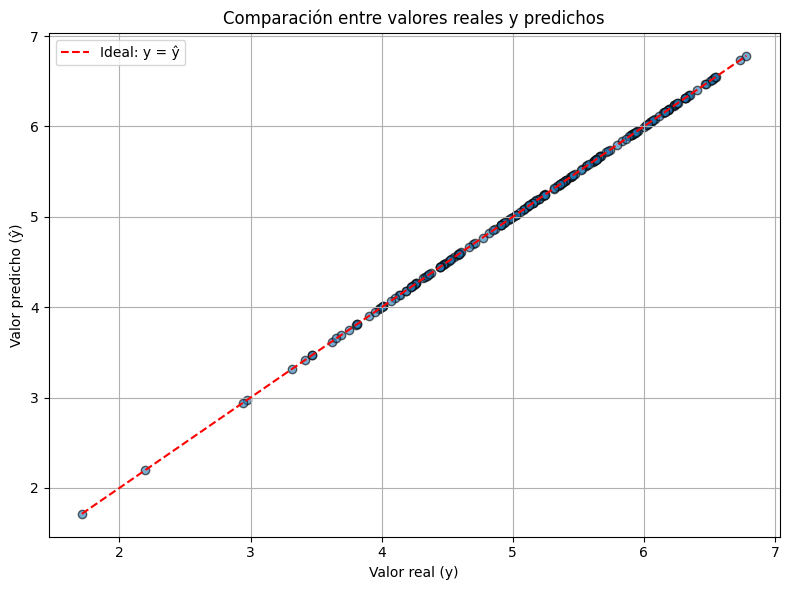 Comparación entre valores reales y predichos
Ideal: y = ŷ
7
6
5
4
3
2
Valor predicho (ŷ)
2 3 4 5 6 7
Valor real (y)